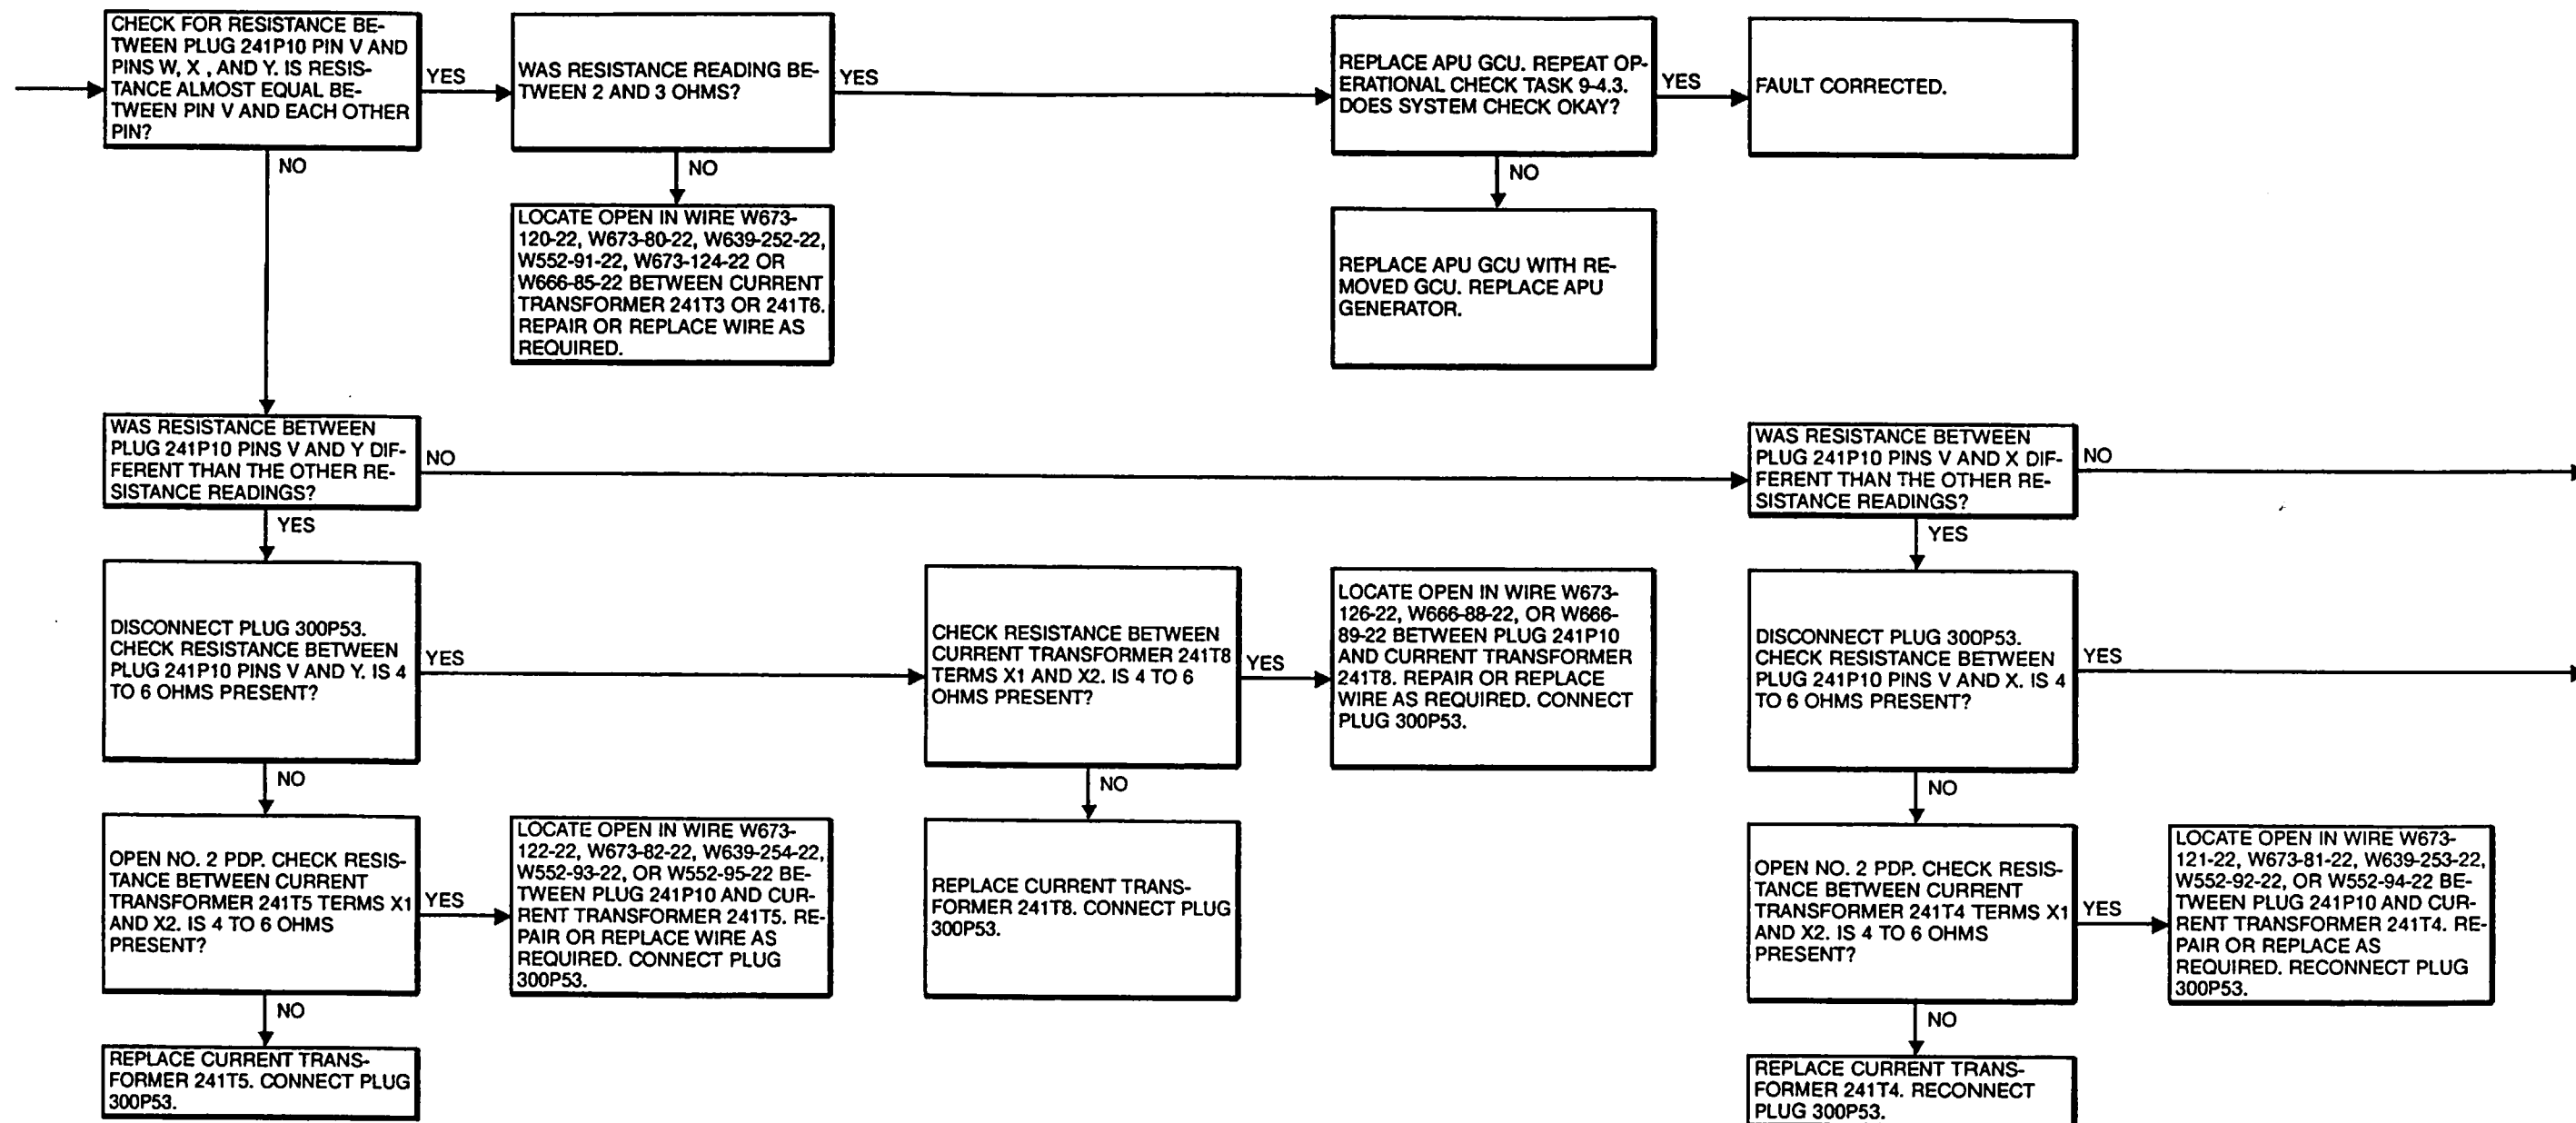 CHECK FOR RESISTANCE BE-
TWEEN PLUG 241P10 PIN V AND
PINS W, X , AND Y. IS RESIS-
TANCE ALMOST EQUAL BE-
TWEEN PIN V AND EACH OTHER
PIN?
YES
NO
WAS RESISTANCE READING BE-
TWEEN 2 AND 3 OHMS?
YES
NO
REPLACE APU GCU. REPEAT OP-
ERATIONAL CHECK TASK 9-4.3.
DOES SYSTEM CHECK OKAY?
YES
NO
FAULT CORRECTED.
LOCATE OPEN IN WIRE W673-
120-22, W673-80-22, W639-252-22,
W552-91-22, W673-124-22 OR
W666-85-22 BETWEEN CURRENT
TRANSFORMER 241T3 OR 241T6.
REPAIR OR REPLACE WIRE AS
REQUIRED.
REPLACE APU GCU WITH RE-
MOVED GCU. REPLACE APU
GENERATOR.
WAS RESISTANCE BETWEEN
PLUG 241P10 PINS V AND Y DIF-
FERENT THAN THE OTHER RE-
SISTANCE READINGS?
NO
YES
WAS RESISTANCE BETWEEN
PLUG 241P10 PINS V AND X DIF-
FERENT THAN THE OTHER RE-
SISTANCE READINGS?
NO
YES
DISCONNECT PLUG 300P53.
CHECK RESISTANCE BETWEEN
PLUG 241P10 PINS V AND Y. IS 4
TO 6 OHMS PRESENT?
YES
NO
CHECK RESISTANCE BETWEEN
CURRENT TRANSFORMER 241T8
TERMS X1 AND X2. IS 4 TO 6
OHMS PRESENT?
YES
NO
LOCATE OPEN IN WIRE W673-
126-22, W666-88-22, OR W666-
89-22 BETWEEN PLUG 241P10
AND CURRENT TRANSFORMER
241T8. REPAIR OR REPLACE
WIRE AS REQUIRED. CONNECT
PLUG 300P53.
DISCONNECT PLUG 300P53.
CHECK RESISTANCE BETWEEN
PLUG 241P10 PINS V AND X. IS 4
TO 6 OHMS PRESENT?
YES
NO
OPEN NO. 2 PDP. CHECK RESIS-
TANCE BETWEEN CURRENT
TRANSFORMER 241T5 TERMS X1
AND X2. IS 4 TO 6 OHMS
PRESENT?
YES
NO
LOCATE OPEN IN WIRE W673-
122-22, W673-82-22, W639-254-22,
W552-93-22, OR W552-95-22 BE-
TWEEN PLUG 241P10 AND CUR-
RENT TRANSFORMER 241T5. RE-
PAIR OR REPLACE WIRE AS
REQUIRED. CONNECT PLUG
300P53.
REPLACE CURRENT TRANS-
FORMER 241T8. CONNECT PLUG
300P53.
OPEN NO. 2 PDP. CHECK RESIS-
TANCE BETWEEN CURRENT
TRANSFORMER 241T4 TERMS X1
AND X2. IS 4 TO 6 OHMS
PRESENT?
YES
NO
LOCATE OPEN IN WIRE W673-
121-22, W673-81-22, W639-253-22,
W552-92-22, OR W552-94-22 BE-
TWEEN PLUG 241P10 AND CUR-
RENT TRANSFORMER 241T4. RE-
PAIR OR REPLACE AS
REQUIRED. RECONNECT PLUG
300P53.
REPLACE CURRENT TRANS-
FORMER 241T5. CONNECT PLUG
300P53.
REPLACE CURRENT TRANS-
FORMER 241T4. RECONNECT
PLUG 300P53.